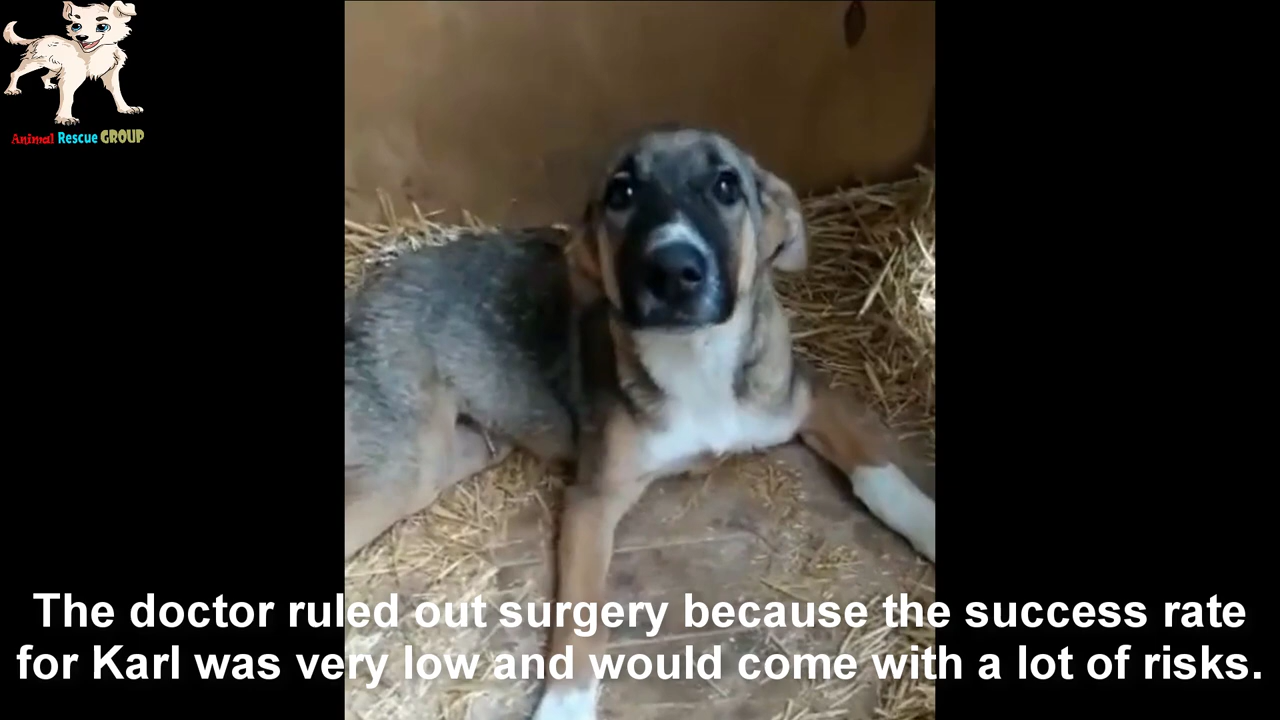 Animal Rescue GROUP
The doctor ruled out surgery because the success rate
for Karl was very low and would come with a lot of risks.